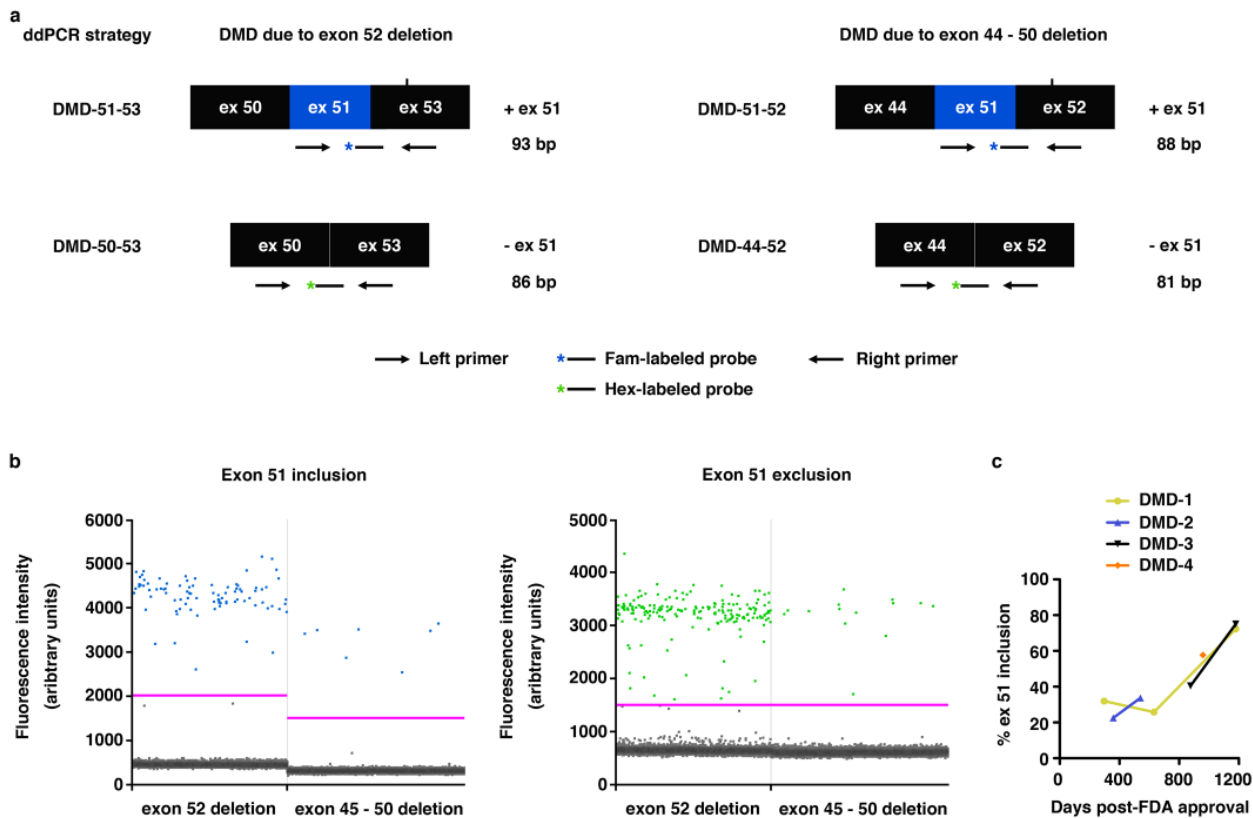 a
ddPCR strategy
DMD due to exon 52 deletion
DMD due to exon 44 - 50 deletion
DMD-51-53
ex 50
ex 51
ex 53
+ ex 51
93 bp
DMD-51-52
ex 44
ex 51
ex 52
+ ex 51
88 bp
DMD-50-53
ex 50
ex 53
- ex 51
86 bp
DMD-44-52
ex 44
ex 52
- ex 51
81 bp
Left primer
*— Fam-labeled probe
Right primer
*— Hex-labeled probe
b
Exon 51 inclusion
Fluorescence intensity
(aribtrary units)
6000
5000
4000
3000
2000
1000
0
exon 52 deletion
exon 45 - 50 deletion
Exon 51 exclusion
Fluorescence intensity
(aribtrary units)
5000
4000
3000
2000
1000
0
exon 52 deletion
exon 45 - 50 deletion
c
DMD-1
DMD-2
DMD-3
DMD-4
% ex 51 inclusion
100
80
60
40
20
0
0 400 800 1200
Days post-FDA approval